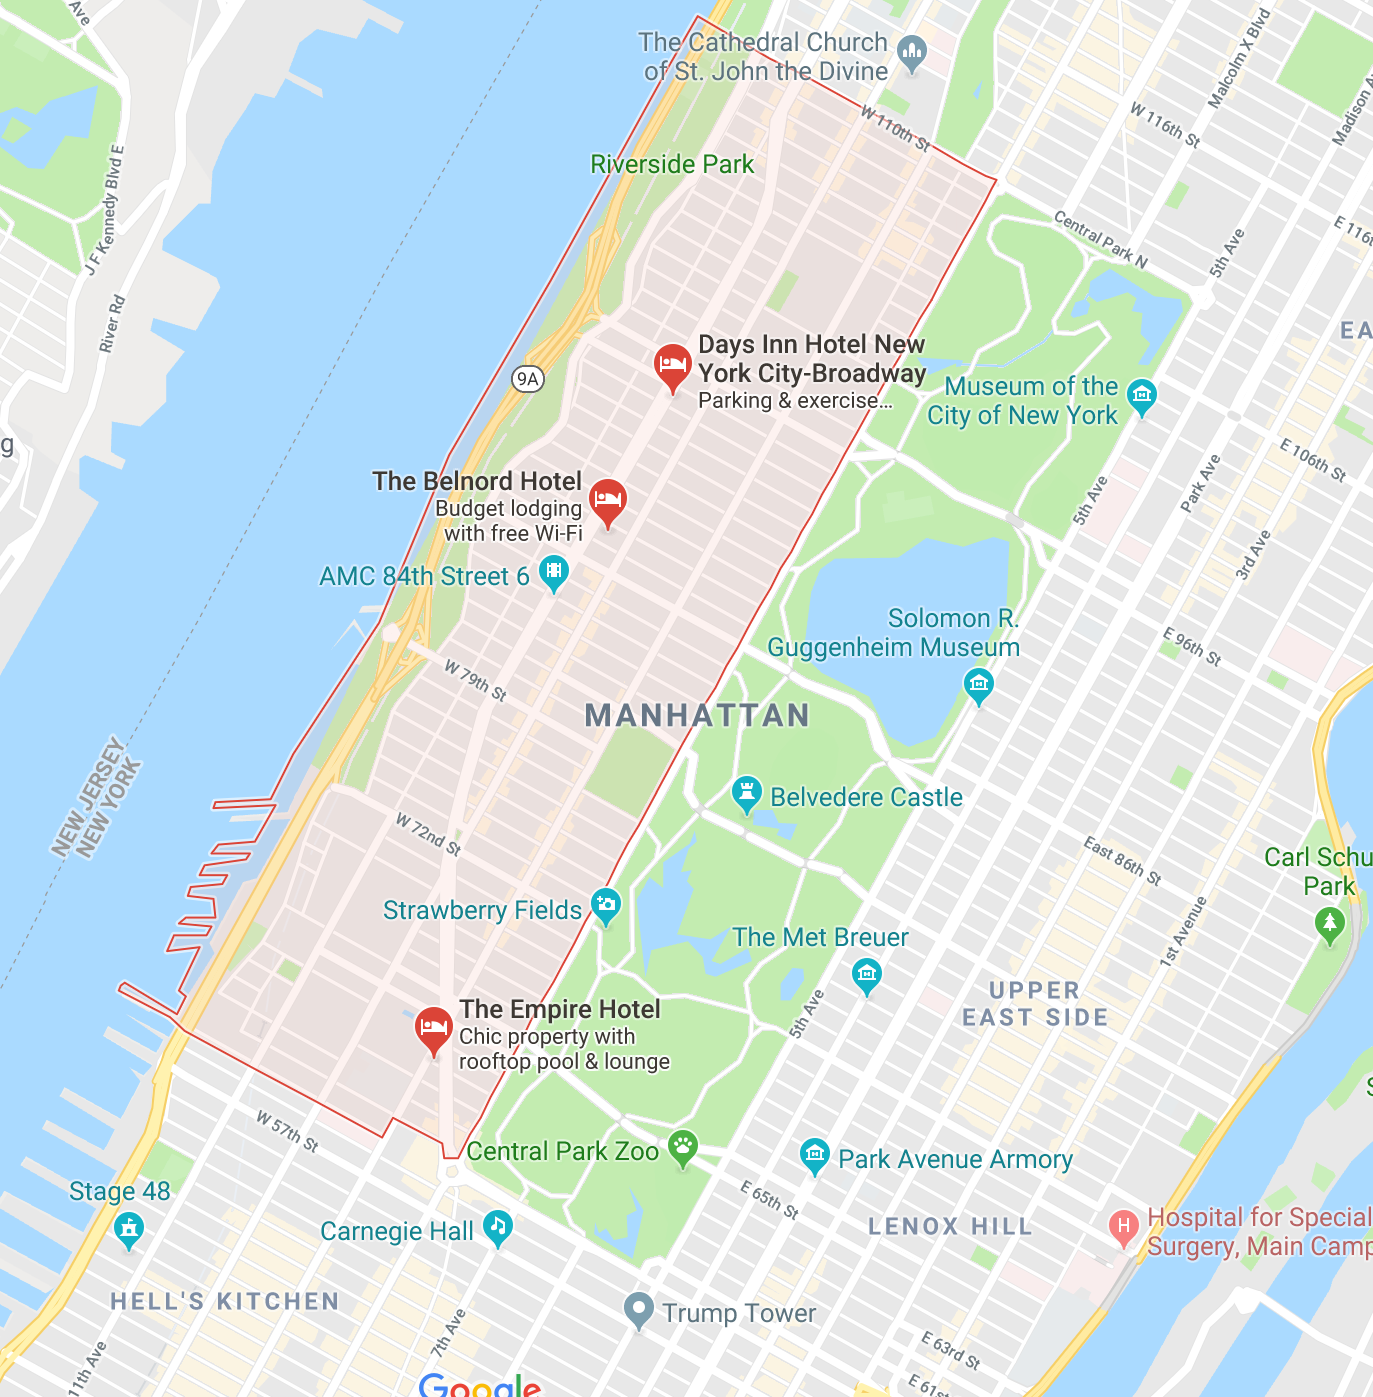 Ave
The Cathedral Church
of St. John the Divine
Malcolm X Blvd
Madison A
W 110th St
W 116th St
J F Kennedy Blvd E
Riverside Park
Central Park N
E 116t
5th Ave
River Rd
EA
Days Inn Hotel New
York City-Broadway
Parking & exercise...
9A
Museum of the
City of New York
g
E 106th St
Park Ave
5th Ave
The Belnord Hotel
Budget lodging
with free Wi-Fi
3rd Ave
AMC 84th Street 6
Solomon R.
Guggenheim Museum
E 96th St
W 79th St
MANHATTAN
NEW JERSEY
NEW YORK
Belvedere Castle
W 72nd St
East 86th St
Carl Schu
Park
Strawberry Fields
The Met Breuer
1st Avenue
UPPER
EAST SIDE
5th Ave
The Empire Hotel
Chic property with
rooftop pool & lounge
S
W 57th St
Central Park Zoo
Park Avenue Armory
Stage 48
E 65th St
Carnegie Hall
LENOX HILL
H
Hospital for Special
Surgery, Main Camp
HELL'S KITCHEN
Trump Tower
7th Ave
11th Ave
E 63rd St
E 61st
Google